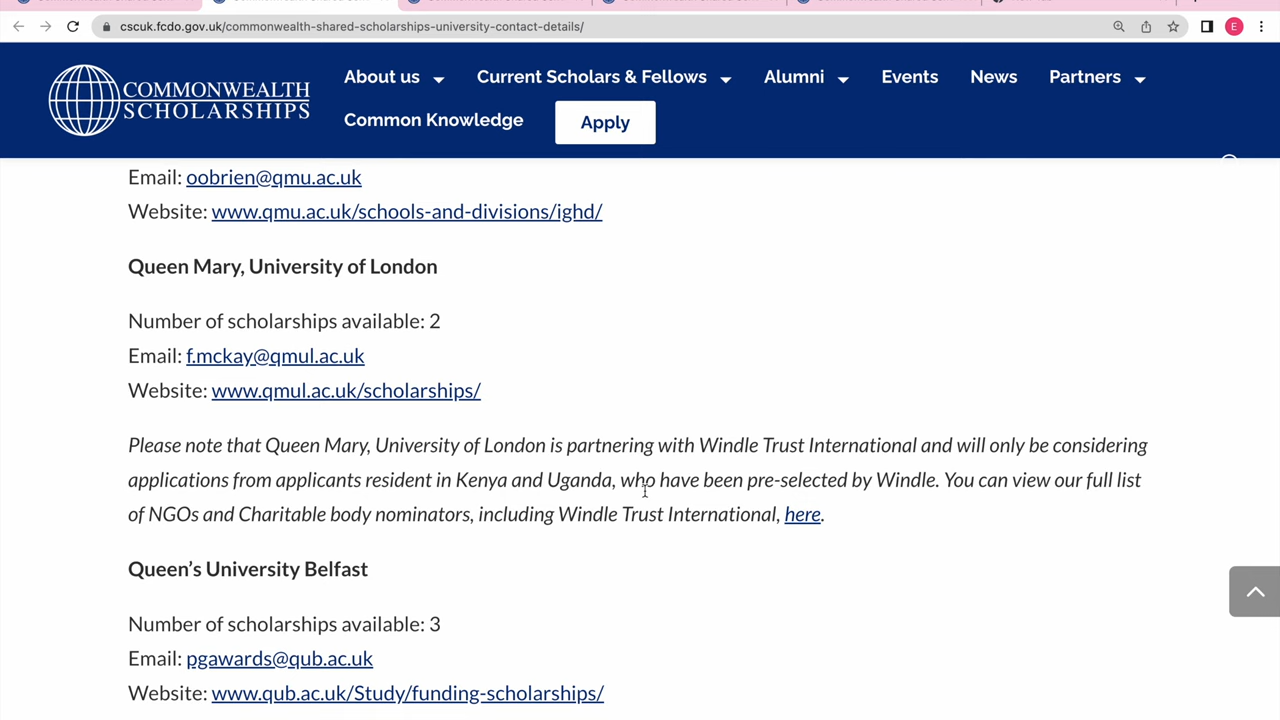 cscuk.fcdo.gov.uk/commonwealth-shared-scholarships-university-contact-details/
E
COMMONWEALTH
SCHOLARSHIPS
About us
Current Scholars & Fellows
Alumni
Events
News
Partners
Common Knowledge
Apply
Email: oobrien@qmu.ac.uk
Website: www.qmu.ac.uk/schools-and-divisions/ighd/
Queen Mary, University of London
Number of scholarships available: 2
Email: f.mckay@qmul.ac.uk
Website: www.qmul.ac.uk/scholarships/
Please note that Queen Mary, University of London is partnering with Windle Trust International and will only be considering
applications from applicants resident in Kenya and Uganda, who have been pre-selected by Windle. You can view our full list
of NGOs and Charitable body nominators, including Windle Trust International, here.
Queen’s University Belfast
Number of scholarships available: 3
Email: pgawards@qub.ac.uk
Website: www.qub.ac.uk/Study/funding-scholarships/